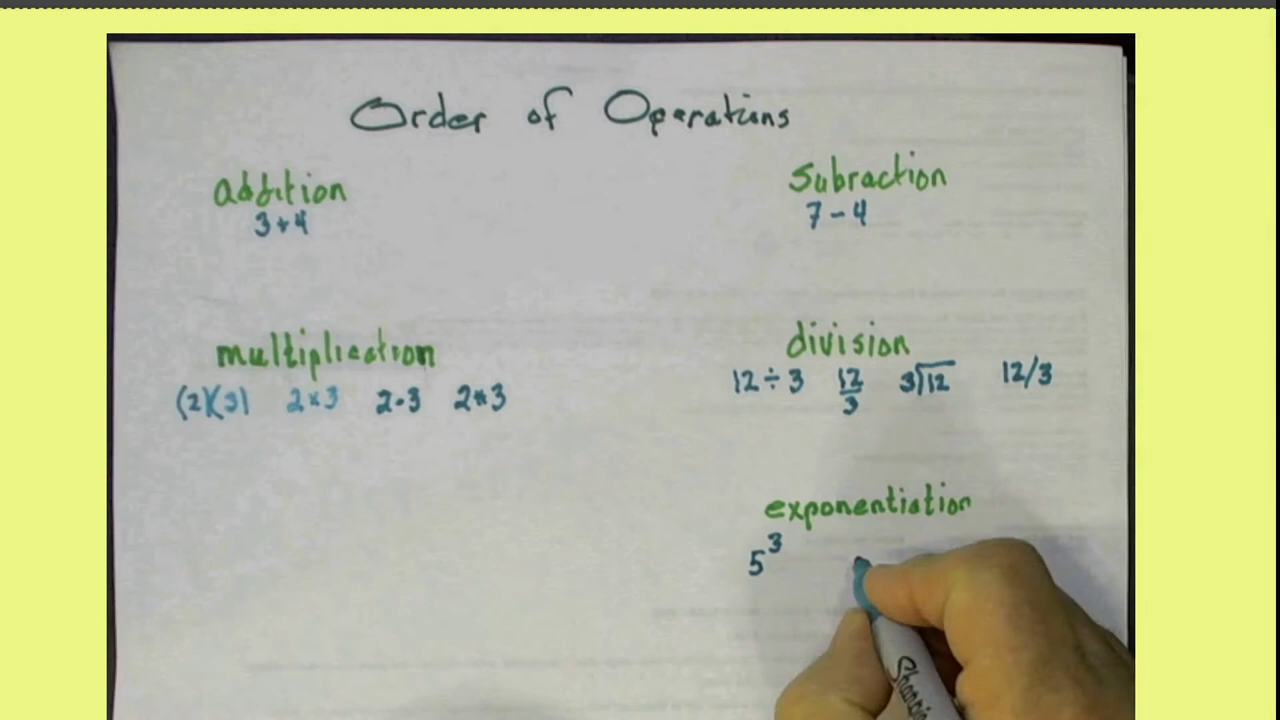 Order of Operations
addition
3+4
Subraction
7-4
multiplication
(2)(3) 2×3 2·3 2*3
division
12÷3 12/3 3)12 12/3
exponentiation
5³
Sharpie